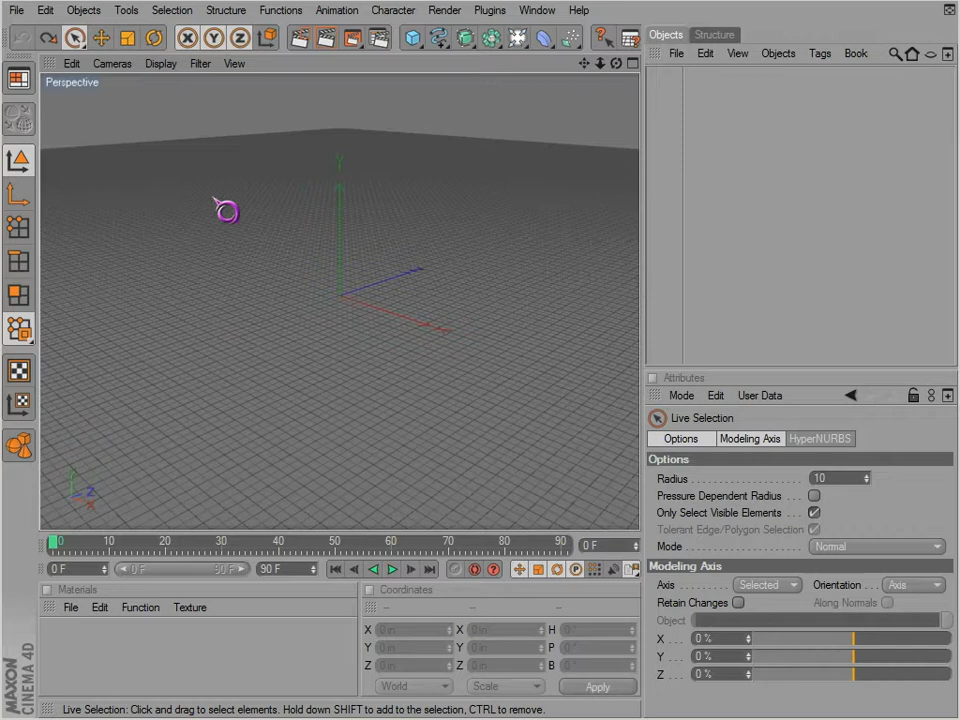 File Edit Objects Tools Selection Structure Functions Animation Character Render Plugins Window Help
X Y Z
Objects Structure
File Edit View Objects Tags Book
Edit Cameras Display Filter View
Perspective
Y
Y
Z
X
Attributes
Mode Edit User Data
Live Selection
Options Modeling Axis HyperNURBS
Options
Radius 10
Pressure Dependent Radius
Only Select Visible Elements
Tolerant Edge/Polygon Selection
Mode Normal
Modeling Axis
Axis Selected Orientation Axis
Retain Changes Along Normals
Object
X 0 %
Y 0 %
Z 0 %
0 10 20 30 40 50 60 70 80 90 0 F
0 F 0 F 90 F 90 F
Materials
File Edit Function Texture
Coordinates
-- -- --
X 0 in X 0 in H 0°
Y 0 in Y 0 in P 0°
Z 0 in Z 0 in B 0°
World Scale Apply
MAXON
CINEMA 4D
Live Selection: Click and drag to select elements. Hold down SHIFT to add to the selection, CTRL to remove.